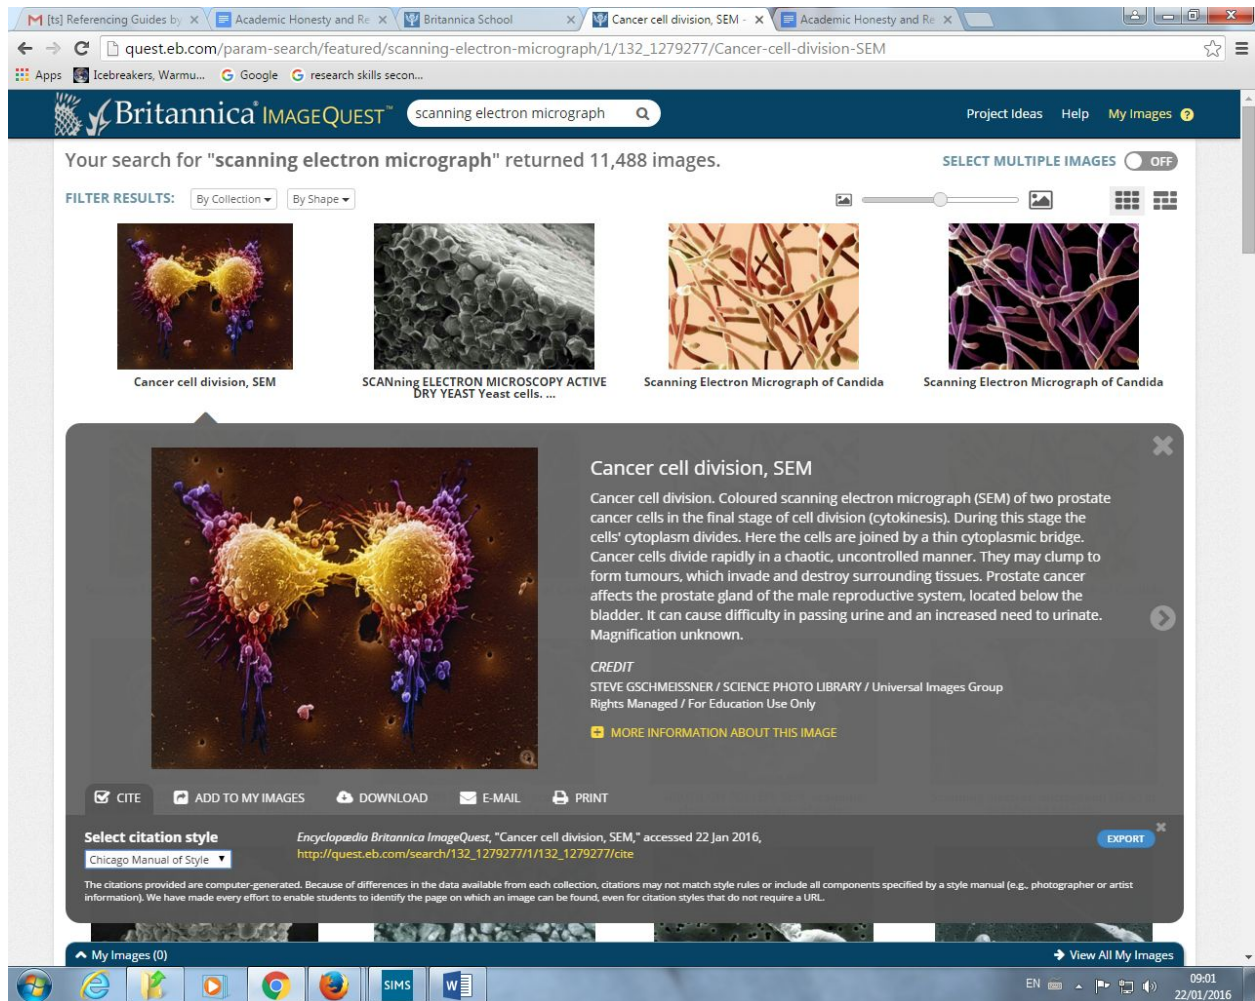 [ts] Referencing Guides by
Academic Honesty and Re
Britannica School
Cancer cell division, SEM -
Academic Honesty and Re
quest.eb.com/param-search/featured/scanning-electron-micrograph/1/132_1279277/Cancer-cell-division-SEM
Apps Icebreakers, Warmu... Google research skills secon...
Britannica® IMAGEQUEST™ scanning electron micrograph Project Ideas Help My Images ?
Your search for "scanning electron micrograph" returned 11,488 images. SELECT MULTIPLE IMAGES OFF
FILTER RESULTS: By Collection By Shape
Cancer cell division, SEM
SCANning ELECTRON MICROSCOPY ACTIVE
DRY YEAST Yeast cells. ...
Scanning Electron Micrograph of Candida
Scanning Electron Micrograph of Candida
Cancer cell division, SEM
Cancer cell division. Coloured scanning electron micrograph (SEM) of two prostate
cancer cells in the final stage of cell division (cytokinesis). During this stage the
cells' cytoplasm divides. Here the cells are joined by a thin cytoplasmic bridge.
Cancer cells divide rapidly in a chaotic, uncontrolled manner. They may clump to
form tumours, which invade and destroy surrounding tissues. Prostate cancer
affects the prostate gland of the male reproductive system, located below the
bladder. It can cause difficulty in passing urine and an increased need to urinate.
Magnification unknown.
CREDIT
STEVE GSCHMEISSNER / SCIENCE PHOTO LIBRARY / Universal Images Group
Rights Managed / For Education Use Only
MORE INFORMATION ABOUT THIS IMAGE
CITE ADD TO MY IMAGES DOWNLOAD E-MAIL PRINT
Select citation style
Chicago Manual of Style
Encyclopædia Britannica ImageQuest, "Cancer cell division, SEM," accessed 22 Jan 2016,
http://quest.eb.com/search/132_1279277/1/132_1279277/cite
EXPORT
The citations provided are computer-generated. Because of differences in the data available from each collection, citations may not match style rules or include all components specified by a style manual (e.g., photographer or artist
information). We have made every effort to enable students to identify the page on which an image can be found, even for citation styles that do not require a URL.
My Images (0) View All My Images
SIMS
EN
09:01
22/01/2016